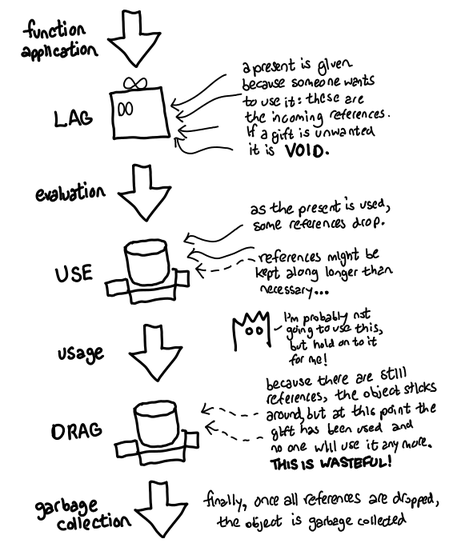 function
application
LAG
a present is given
because someone wants
to use it: these are
the incoming references.
If a gift is unwanted
it is VOID.
evaluation
as the present is used,
some references drop.
USE
references might be
kept along longer than
necessary...
usage
I'm probably not
going to use this,
but hold on to it
for me!
because there are still
references, the object sticks
around, but at this point the
gift has been used and
no one will use it any more.
THIS IS WASTEFUL!
DRAG
garbage
collection
finally, once all references are dropped,
the object is garbage collected